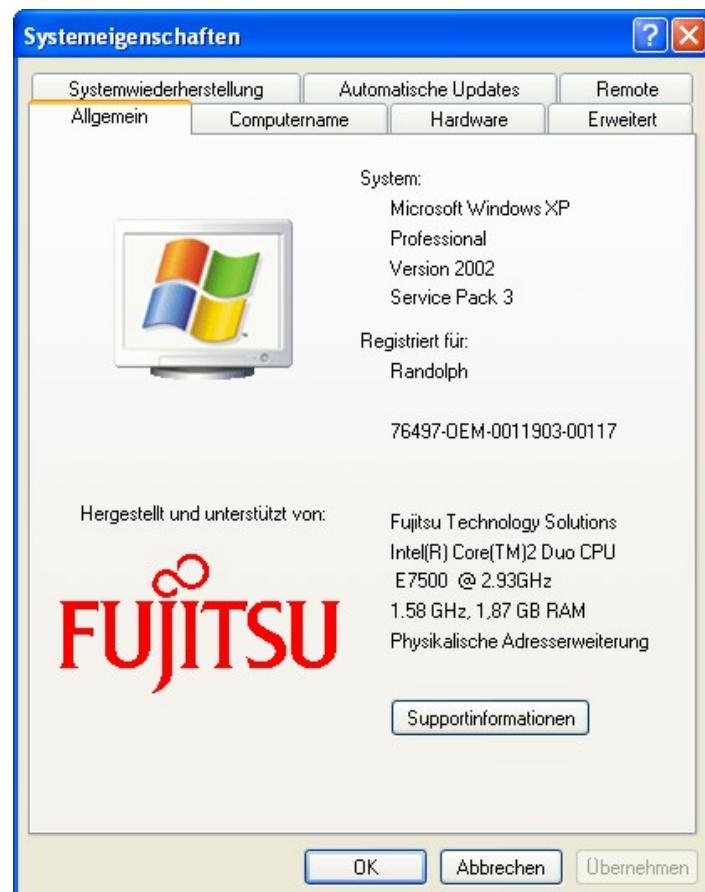 Systemeigenschaften
Systemwiederherstellung Automatische Updates Remote
Allgemein Computername Hardware Erweitert
System:
Microsoft Windows XP
Professional
Version 2002
Service Pack 3
Registriert für:
Randolph
76497-OEM-0011903-00117
Hergestellt und unterstützt von:
FUJITSU
Fujitsu Technology Solutions
Intel(R) Core(TM)2 Duo CPU
E7500 @ 2.93GHz
1.58 GHz, 1,87 GB RAM
Physikalische Adresserweiterung
Supportinformationen
OK Abbrechen Übernehmen